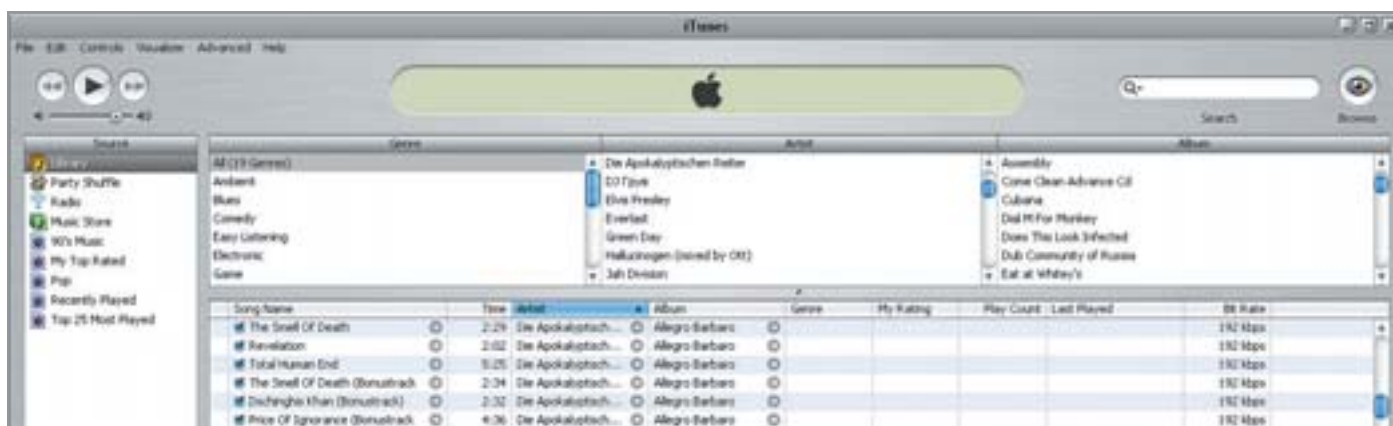 iTunes
File Edit Controls Visualizer Advanced Help
Search Browse
Source Genre Artist Album
Library
Party Shuffle
Radio
Music Store
90's Music
My Top Rated
Pop
Recently Played
Top 25 Most Played
All (19 Genres)
Ambient
Blues
Comedy
Easy Listening
Electronic
Game
Die Apokalyptischen Reiter
DJ Грув
Elvis Presley
Everlast
Green Day
Hallucinogen (mixed by Ott)
Jah Division
Assembly
Come Clean Advance Cd
Cubana
Dial M For Monkey
Does This Look Infected
Dub Community of Russia
Eat at Whitey's
Song Name Time Artist Album Genre My Rating Play Count Last Played Bit Rate
The Smell Of Death 2:29 Die Apokalyptisch... Allegro Barbaro 192 kbps
Revelation 2:02 Die Apokalyptisch... Allegro Barbaro 192 kbps
Total Human End 5:25 Die Apokalyptisch... Allegro Barbaro 192 kbps
The Smell Of Death (Bonustrack 2:34 Die Apokalyptisch... Allegro Barbaro 192 kbps
Dschinghis Khan (Bonustrack) 2:32 Die Apokalyptisch... Allegro Barbaro 192 kbps
Price Of Ignorance (Bonustrack 4:36 Die Apokalyptisch... Allegro Barbaro 192 kbps